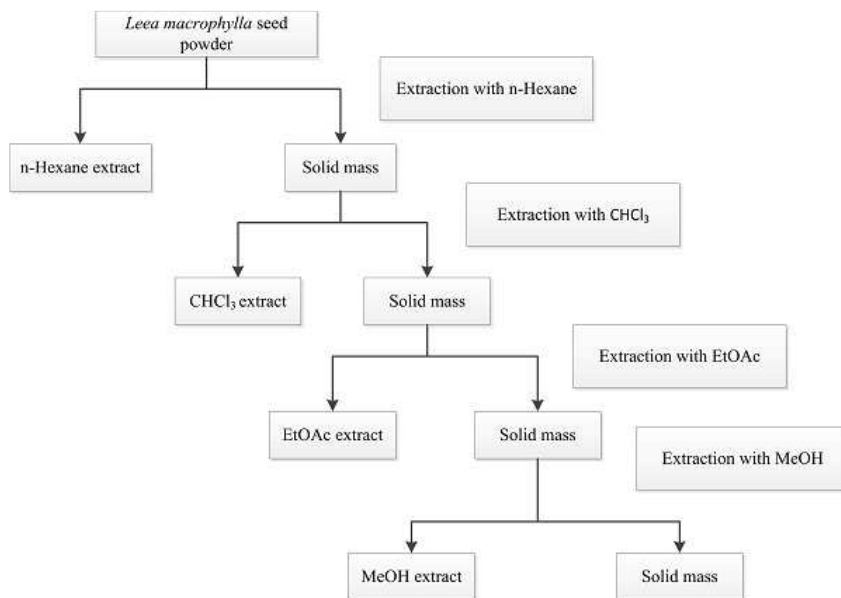 Leea macrophylla seed
powder
Extraction with n-Hexane
n-Hexane extract
Solid mass
Extraction with CHCl₃
CHCl₃ extract
Solid mass
Extraction with EtOAc
EtOAc extract
Solid mass
Extraction with MeOH
MeOH extract
Solid mass